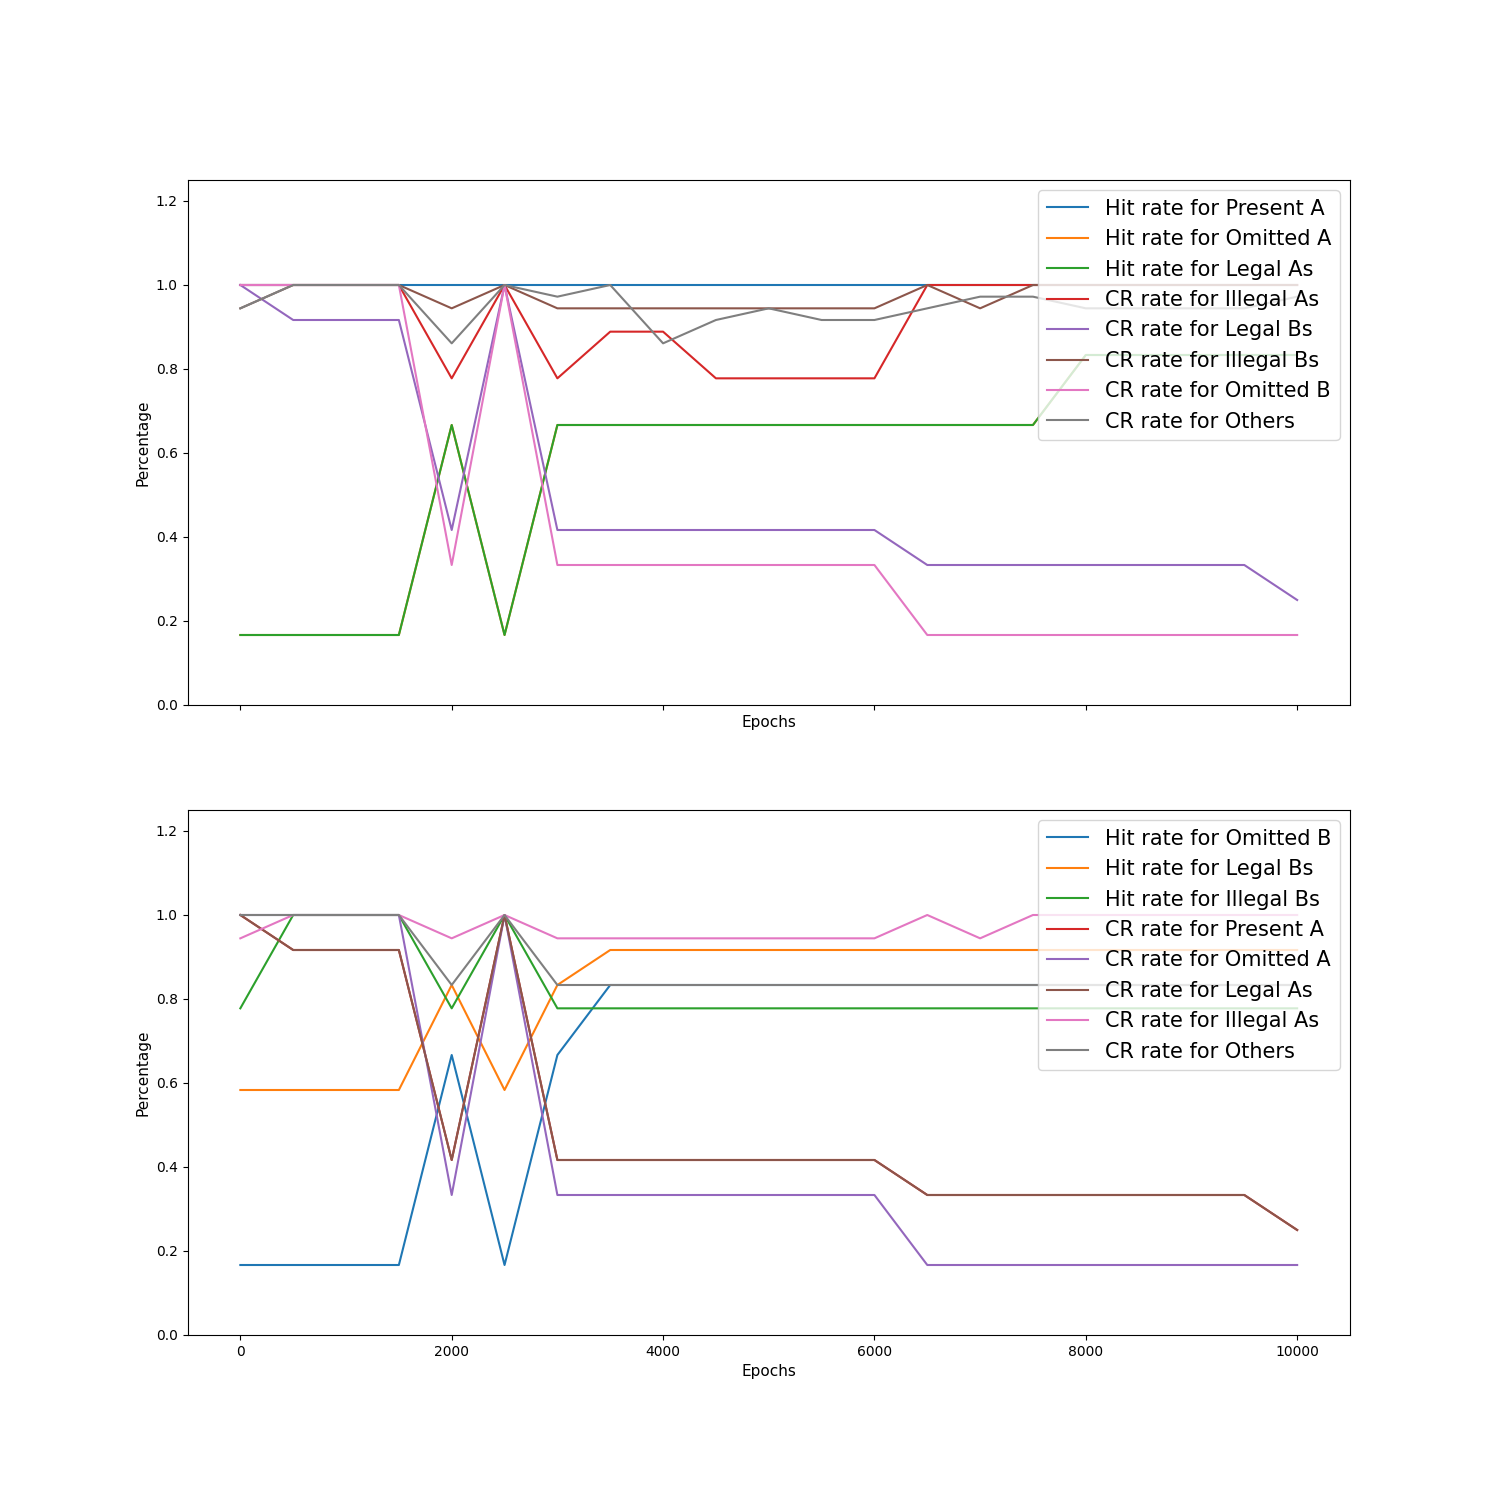 1.2
1.0
0.8
0.6
0.4
0.2
0.0
Percentage
Epochs
Hit rate for Present A
Hit rate for Omitted A
Hit rate for Legal As
CR rate for Illegal As
CR rate for Legal Bs
CR rate for Illegal Bs
CR rate for Omitted B
CR rate for Others
1.2
1.0
0.8
0.6
0.4
0.2
0.0
Percentage
0
2000
4000
6000
8000
10000
Epochs
Hit rate for Omitted B
Hit rate for Legal Bs
Hit rate for Illegal Bs
CR rate for Present A
CR rate for Omitted A
CR rate for Legal As
CR rate for Illegal As
CR rate for Others